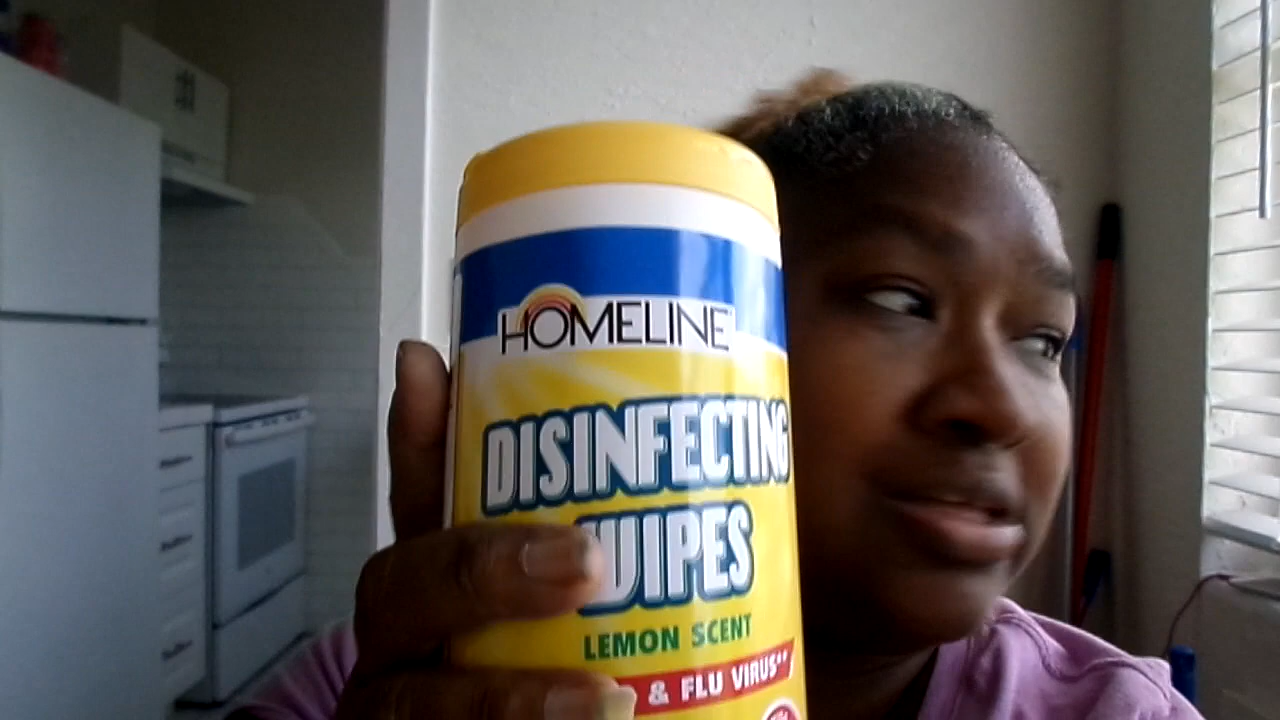 HOMELINE
DISINFECTING
WIPES
LEMON SCENT
& FLU VIRUS**